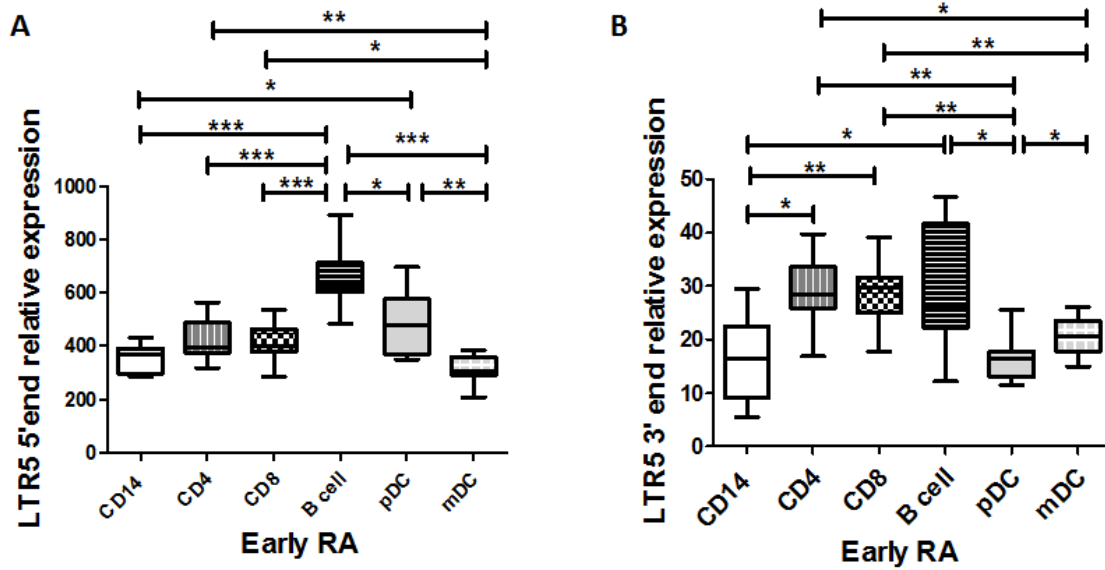 A
**
*
*
***
***
***
***
*
**
LTR5 5'end relative expression
1000
800
600
400
200
0
CD14
CD4
CD8
B cell
pDC
mDC
Early RA
B
*
**
**
**
*
*
*
**
*
LTR5 3' end relative expression
50
40
30
20
10
0
CD14
CD4
CD8
B cell
pDC
mDC
Early RA